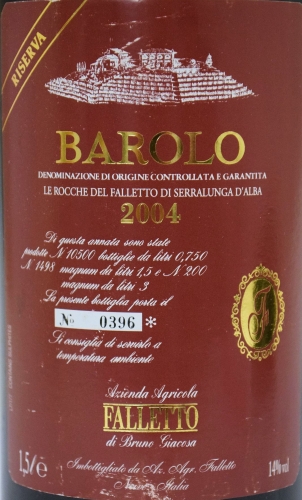 RISERVA
BAROLO
DENOMINAZIONE DI ORIGINE CONTROLLATA E GARANTITA
LE ROCCHE DEL FALLETTO DI SERRALUNGA D'ALBA
2004
Di questa annata sono state
prodotte N 10500 bottiglie da litri 0,750
N 1498 magnum da litri 1,5 e N 200
magnum da litri 3
La presente bottiglia porta il
No 0396 *
Si consiglia di servirlo a
temperatura ambiente
Azienda Agricola
FALLETTO
di Bruno Giacosa
1,5 l e
14% vol
Imbottigliato da Az. Agr. Falletto
Neive - Italia